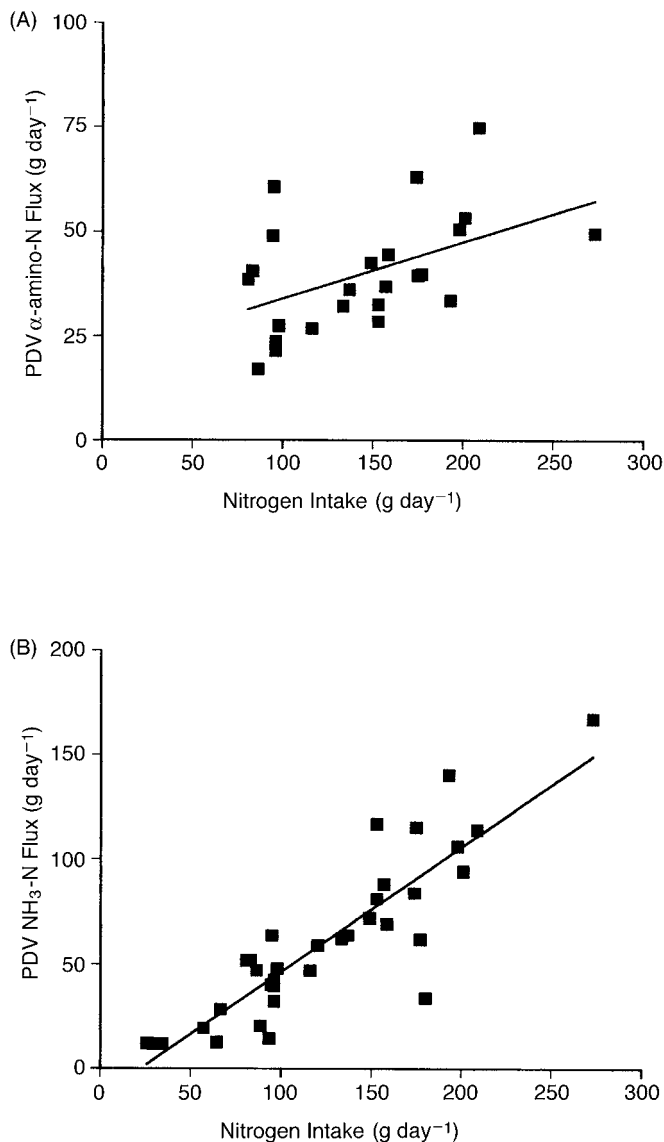 (A)
100
75
50
25
0
PDV α-amino-N Flux (g day⁻¹)
0 50 100 150 200 250 300
Nitrogen Intake (g day⁻¹)
(B)
200
150
100
50
0
PDV NH₃-N Flux (g day⁻¹)
0 50 100 150 200 250 300
Nitrogen Intake (g day⁻¹)